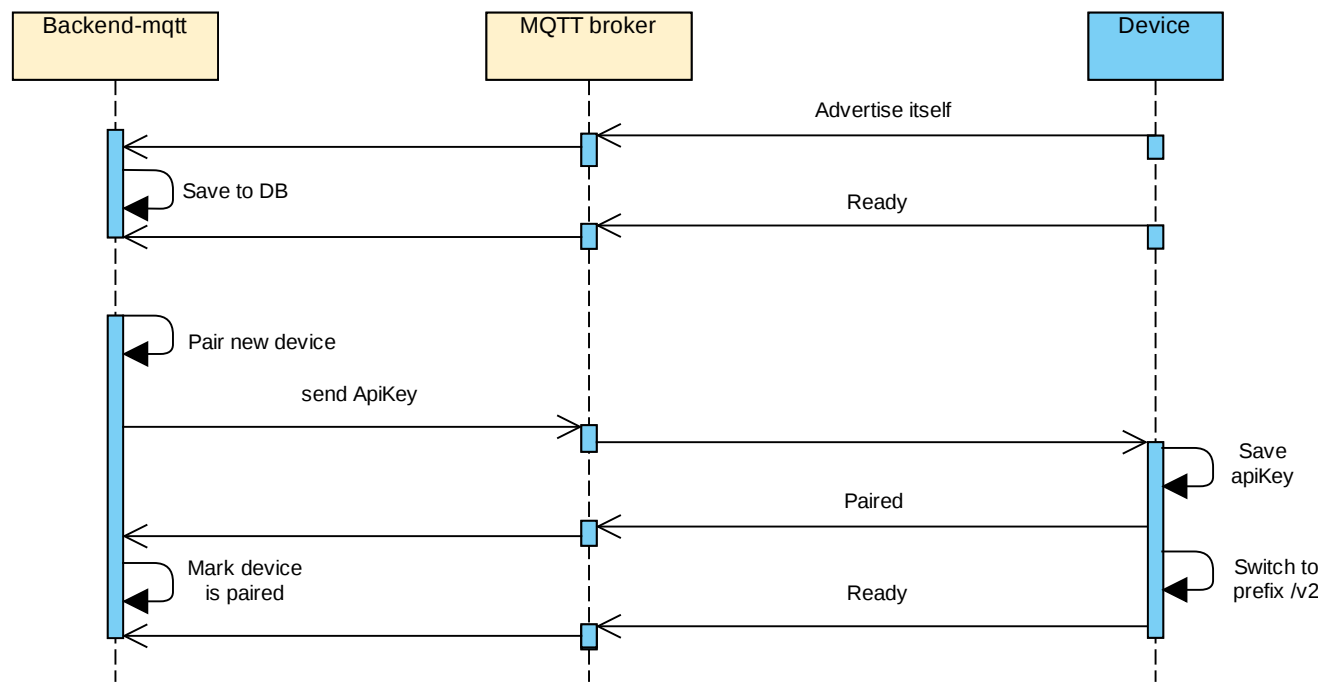 Backend-mqtt
MQTT broker
Device
Advertise itself
Save to DB
Ready
Pair new device
send ApiKey
Save
apiKey
Paired
Mark device
is paired
Switch to
prefix /v2
Ready